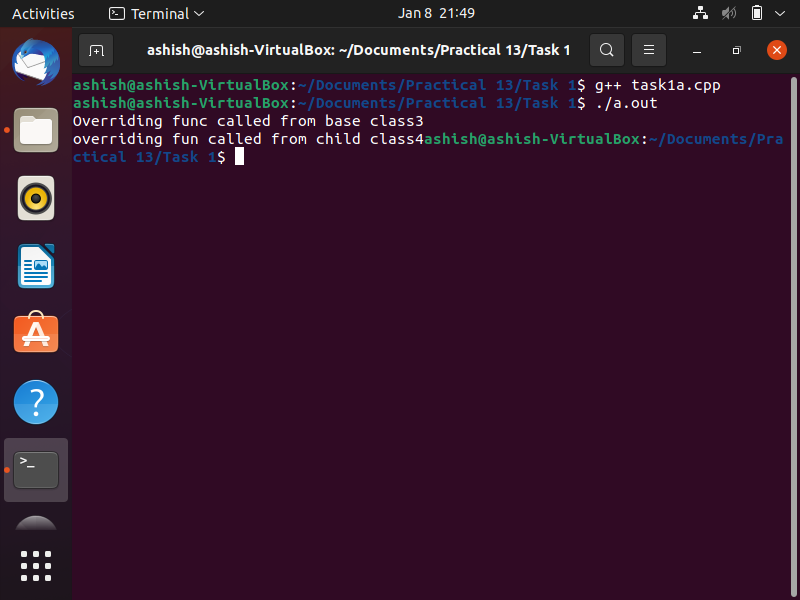 Activities Terminal Jan 8 21:49
ashish@ashish-VirtualBox: ~/Documents/Practical 13/Task 1
ashish@ashish-VirtualBox:~/Documents/Practical 13/Task 1$ g++ task1a.cpp
ashish@ashish-VirtualBox:~/Documents/Practical 13/Task 1$ ./a.out
Overriding func called from base class3
overriding fun called from child class4ashish@ashish-VirtualBox:~/Documents/Pra
ctical 13/Task 1$